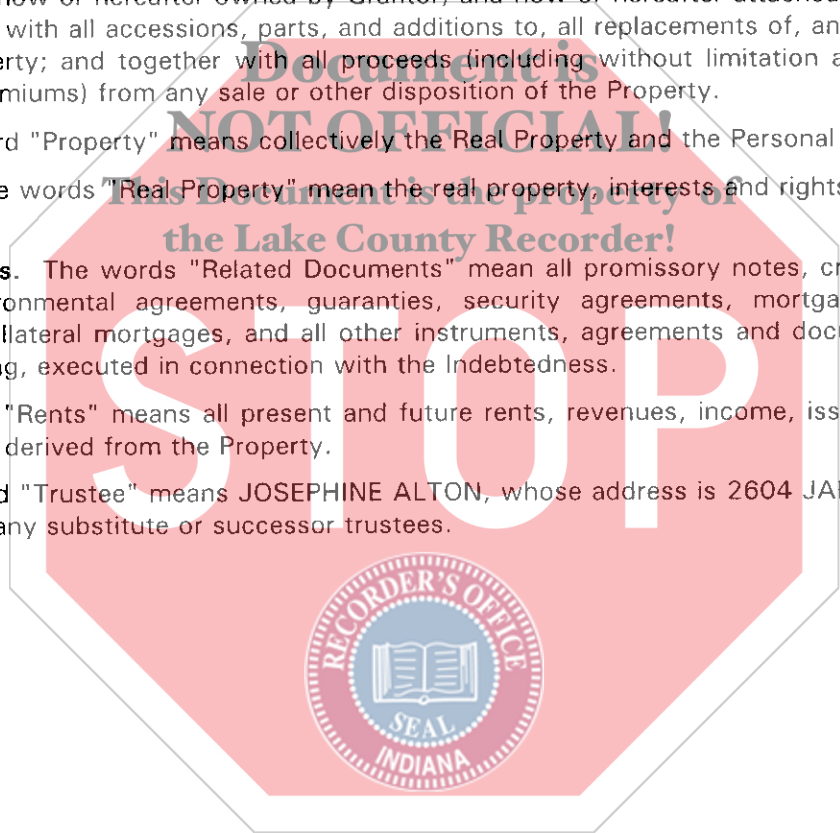 now or hereafter owned by Grantor, and now or hereafter attached
with all accessions, parts, and additions to, all replacements of, an
erty; and together with all proceeds (including without limitation a
miums) from any sale or other disposition of the Property.
rd "Property" means collectively the Real Property and the Personal
e words "Real Property" mean the real property, interests and rights
s. The words "Related Documents" mean all promissory notes, cr
ronmental agreements, guaranties, security agreements, mortga
llateral mortgages, and all other instruments, agreements and doc
ng, executed in connection with the Indebtedness.
"Rents" means all present and future rents, revenues, income, iss
derived from the Property.
d "Trustee" means JOSEPHINE ALTON, whose address is 2604 JA
any substitute or successor trustees.
Document is
NOT OFFICIAL!
This Document is the property of
the Lake County Recorder!
STOP
RECORDER'S OFFICE
SEAL
INDIANA